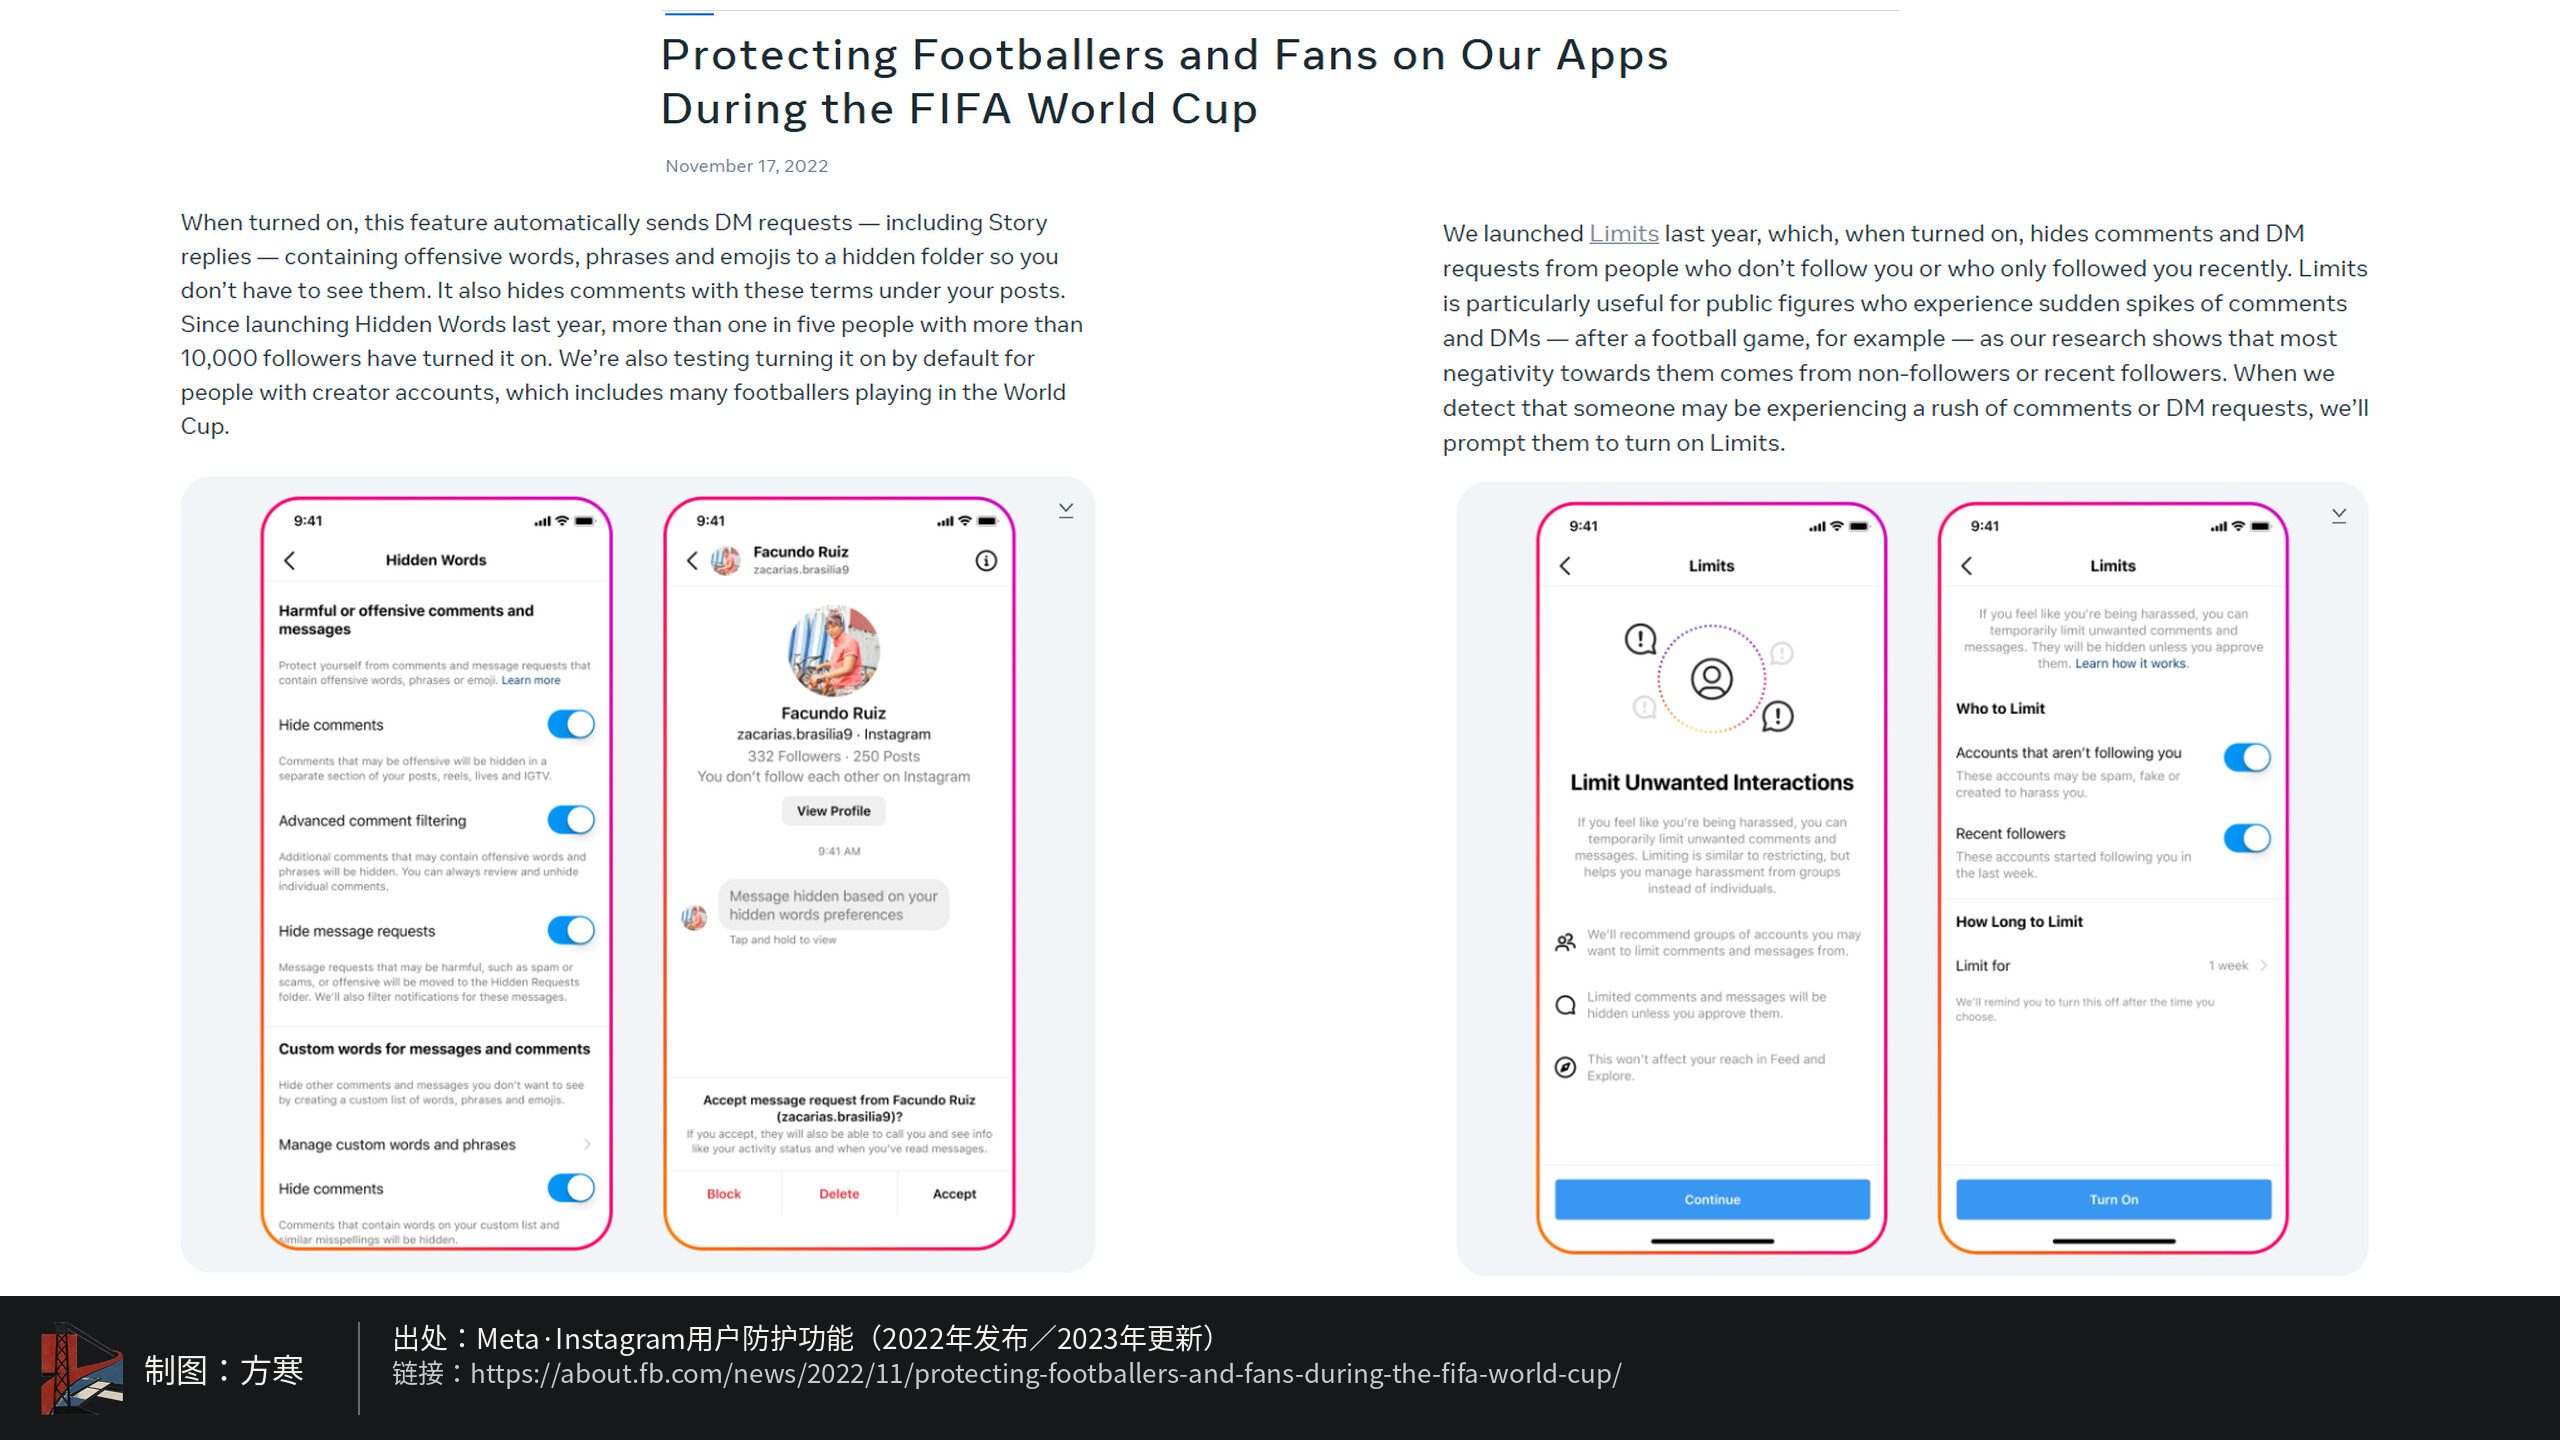 Protecting Footballers and Fans on Our Apps
During the FIFA World Cup
November 17, 2022
When turned on, this feature automatically sends DM requests — including Story
replies — containing offensive words, phrases and emojis to a hidden folder so you
don’t have to see them. It also hides comments with these terms under your posts.
Since launching Hidden Words last year, more than one in five people with more than
10,000 followers have turned it on. We’re also testing turning it on by default for
people with creator accounts, which includes many footballers playing in the World
Cup.
9:41
Hidden Words
Harmful or offensive comments and
messages
Protect yourself from comments and message requests that
contain offensive words, phrases or emoji. Learn more
Hide comments
Comments that may be offensive will be hidden in a
separate section of your posts, reels, lives and IGTV.
Advanced comment filtering
Additional comments that may contain offensive words and
phrases will be hidden. You can always review and unhide
individual comments.
Hide message requests
Message requests that may be harmful, such as spam or
scams, or offensive will be moved to the Hidden Requests
folder. We’ll also filter notifications for these messages.
Custom words for messages and comments
Hide other comments and messages you don’t want to see
by creating a custom list of words, phrases and emojis.
Manage custom words and phrases
Hide comments
Comments that contain words on your custom list and
similar misspellings will be hidden.
9:41
Facundo Ruiz
zacarias.brasilia9
Facundo Ruiz
zacarias.brasilia9 · Instagram
332 Followers · 250 Posts
You don’t follow each other on Instagram
View Profile
9:41 AM
Message hidden based on your
hidden words preferences
Tap and hold to view
Accept message request from Facundo Ruiz
(zacarias.brasilia9)?
If you accept, they will also be able to call you and see info
like your activity status and when you’ve read messages.
Block Delete Accept
We launched Limits last year, which, when turned on, hides comments and DM
requests from people who don’t follow you or who only followed you recently. Limits
is particularly useful for public figures who experience sudden spikes of comments
and DMs — after a football game, for example — as our research shows that most
negativity towards them comes from non-followers or recent followers. When we
detect that someone may be experiencing a rush of comments or DM requests, we’ll
prompt them to turn on Limits.
9:41
Limits
Limit Unwanted Interactions
If you feel like you’re being harassed, you can
temporarily limit unwanted comments and
messages. Limiting is similar to restricting, but
helps you manage harassment from groups
instead of individuals.
We’ll recommend groups of accounts you may
want to limit comments and messages from.
Limited comments and messages will be
hidden unless you approve them.
This won’t affect your reach in Feed and
Explore.
Continue
9:41
Limits
If you feel like you’re being harassed, you can
temporarily limit unwanted comments and
messages. They will be hidden unless you approve
them. Learn how it works.
Who to Limit
Accounts that aren’t following you
These accounts may be spam, fake or
created to harass you.
Recent followers
These accounts started following you in
the last week.
How Long to Limit
Limit for 1 week
We’ll remind you to turn this off after the time you
choose.
Turn On
制图：方寒
出处：Meta·Instagram用户防护功能（2022年发布／2023年更新）
链接：https://about.fb.com/news/2022/11/protecting-footballers-and-fans-during-the-fifa-world-cup/